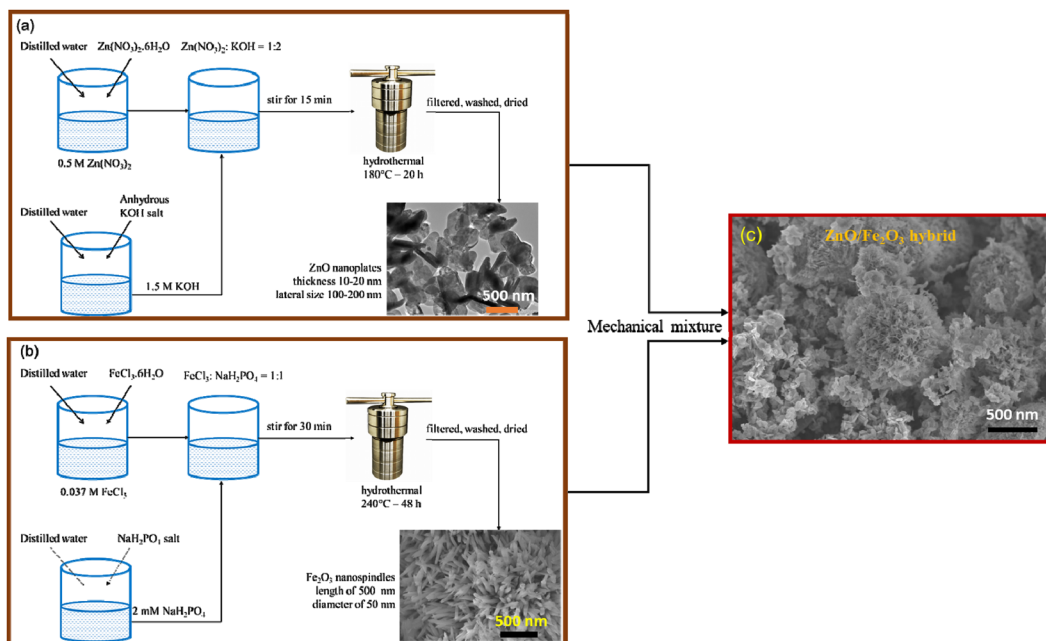 (a)
Distilled water
Zn(NO₃)₂.6H₂O
Zn(NO₃)₂: KOH = 1:2
stir for 15 min
filtered, washed, dried
0.5 M Zn(NO₃)₂
hydrothermal
180°C – 20 h
Distilled water
Anhydrous
KOH salt
1.5 M KOH
ZnO nanoplates
thickness 10-20 nm
lateral size 100-200 nm
500 nm
(b)
Distilled water
FeCl₃.6H₂O
FeCl₃: NaH₂PO₄ = 1:1
stir for 30 min
filtered, washed, dried
0.037 M FeCl₃
hydrothermal
240°C – 48 h
Distilled water
NaH₂PO₄ salt
2 mM NaH₂PO₄
Fe₂O₃ nanospindles
length of 500 nm
diameter of 50 nm
500 nm
Mechanical mixture
(c)
ZnO/Fe₂O₃ hybrid
500 nm